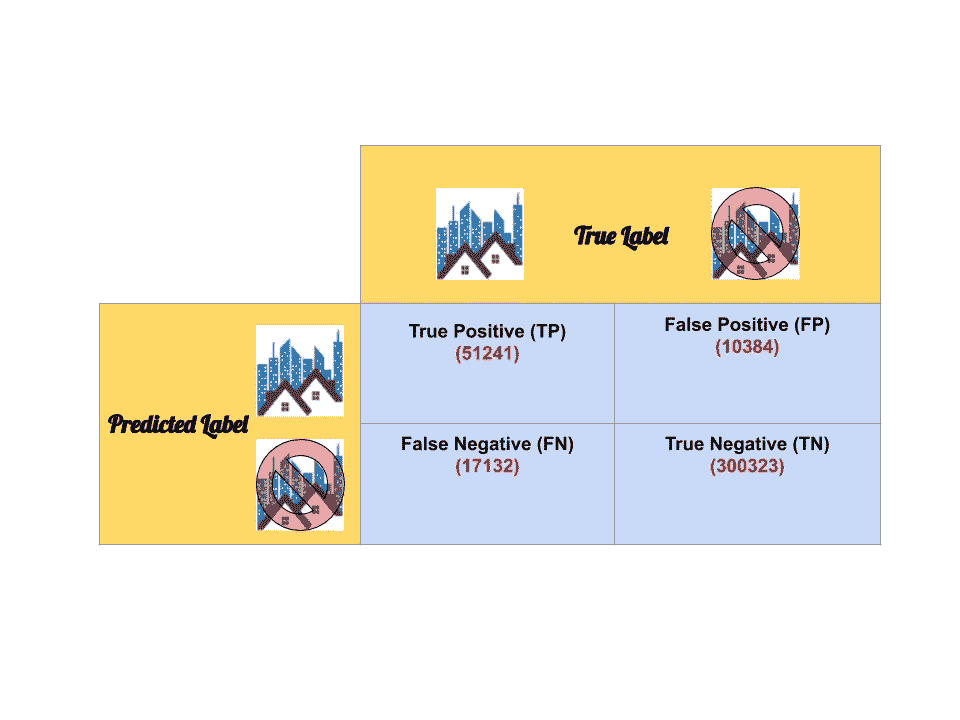 True Label
True Positive (TP)
(51241)
False Positive (FP)
(10384)
Predicted Label
False Negative (FN)
(17132)
True Negative (TN)
(300323)